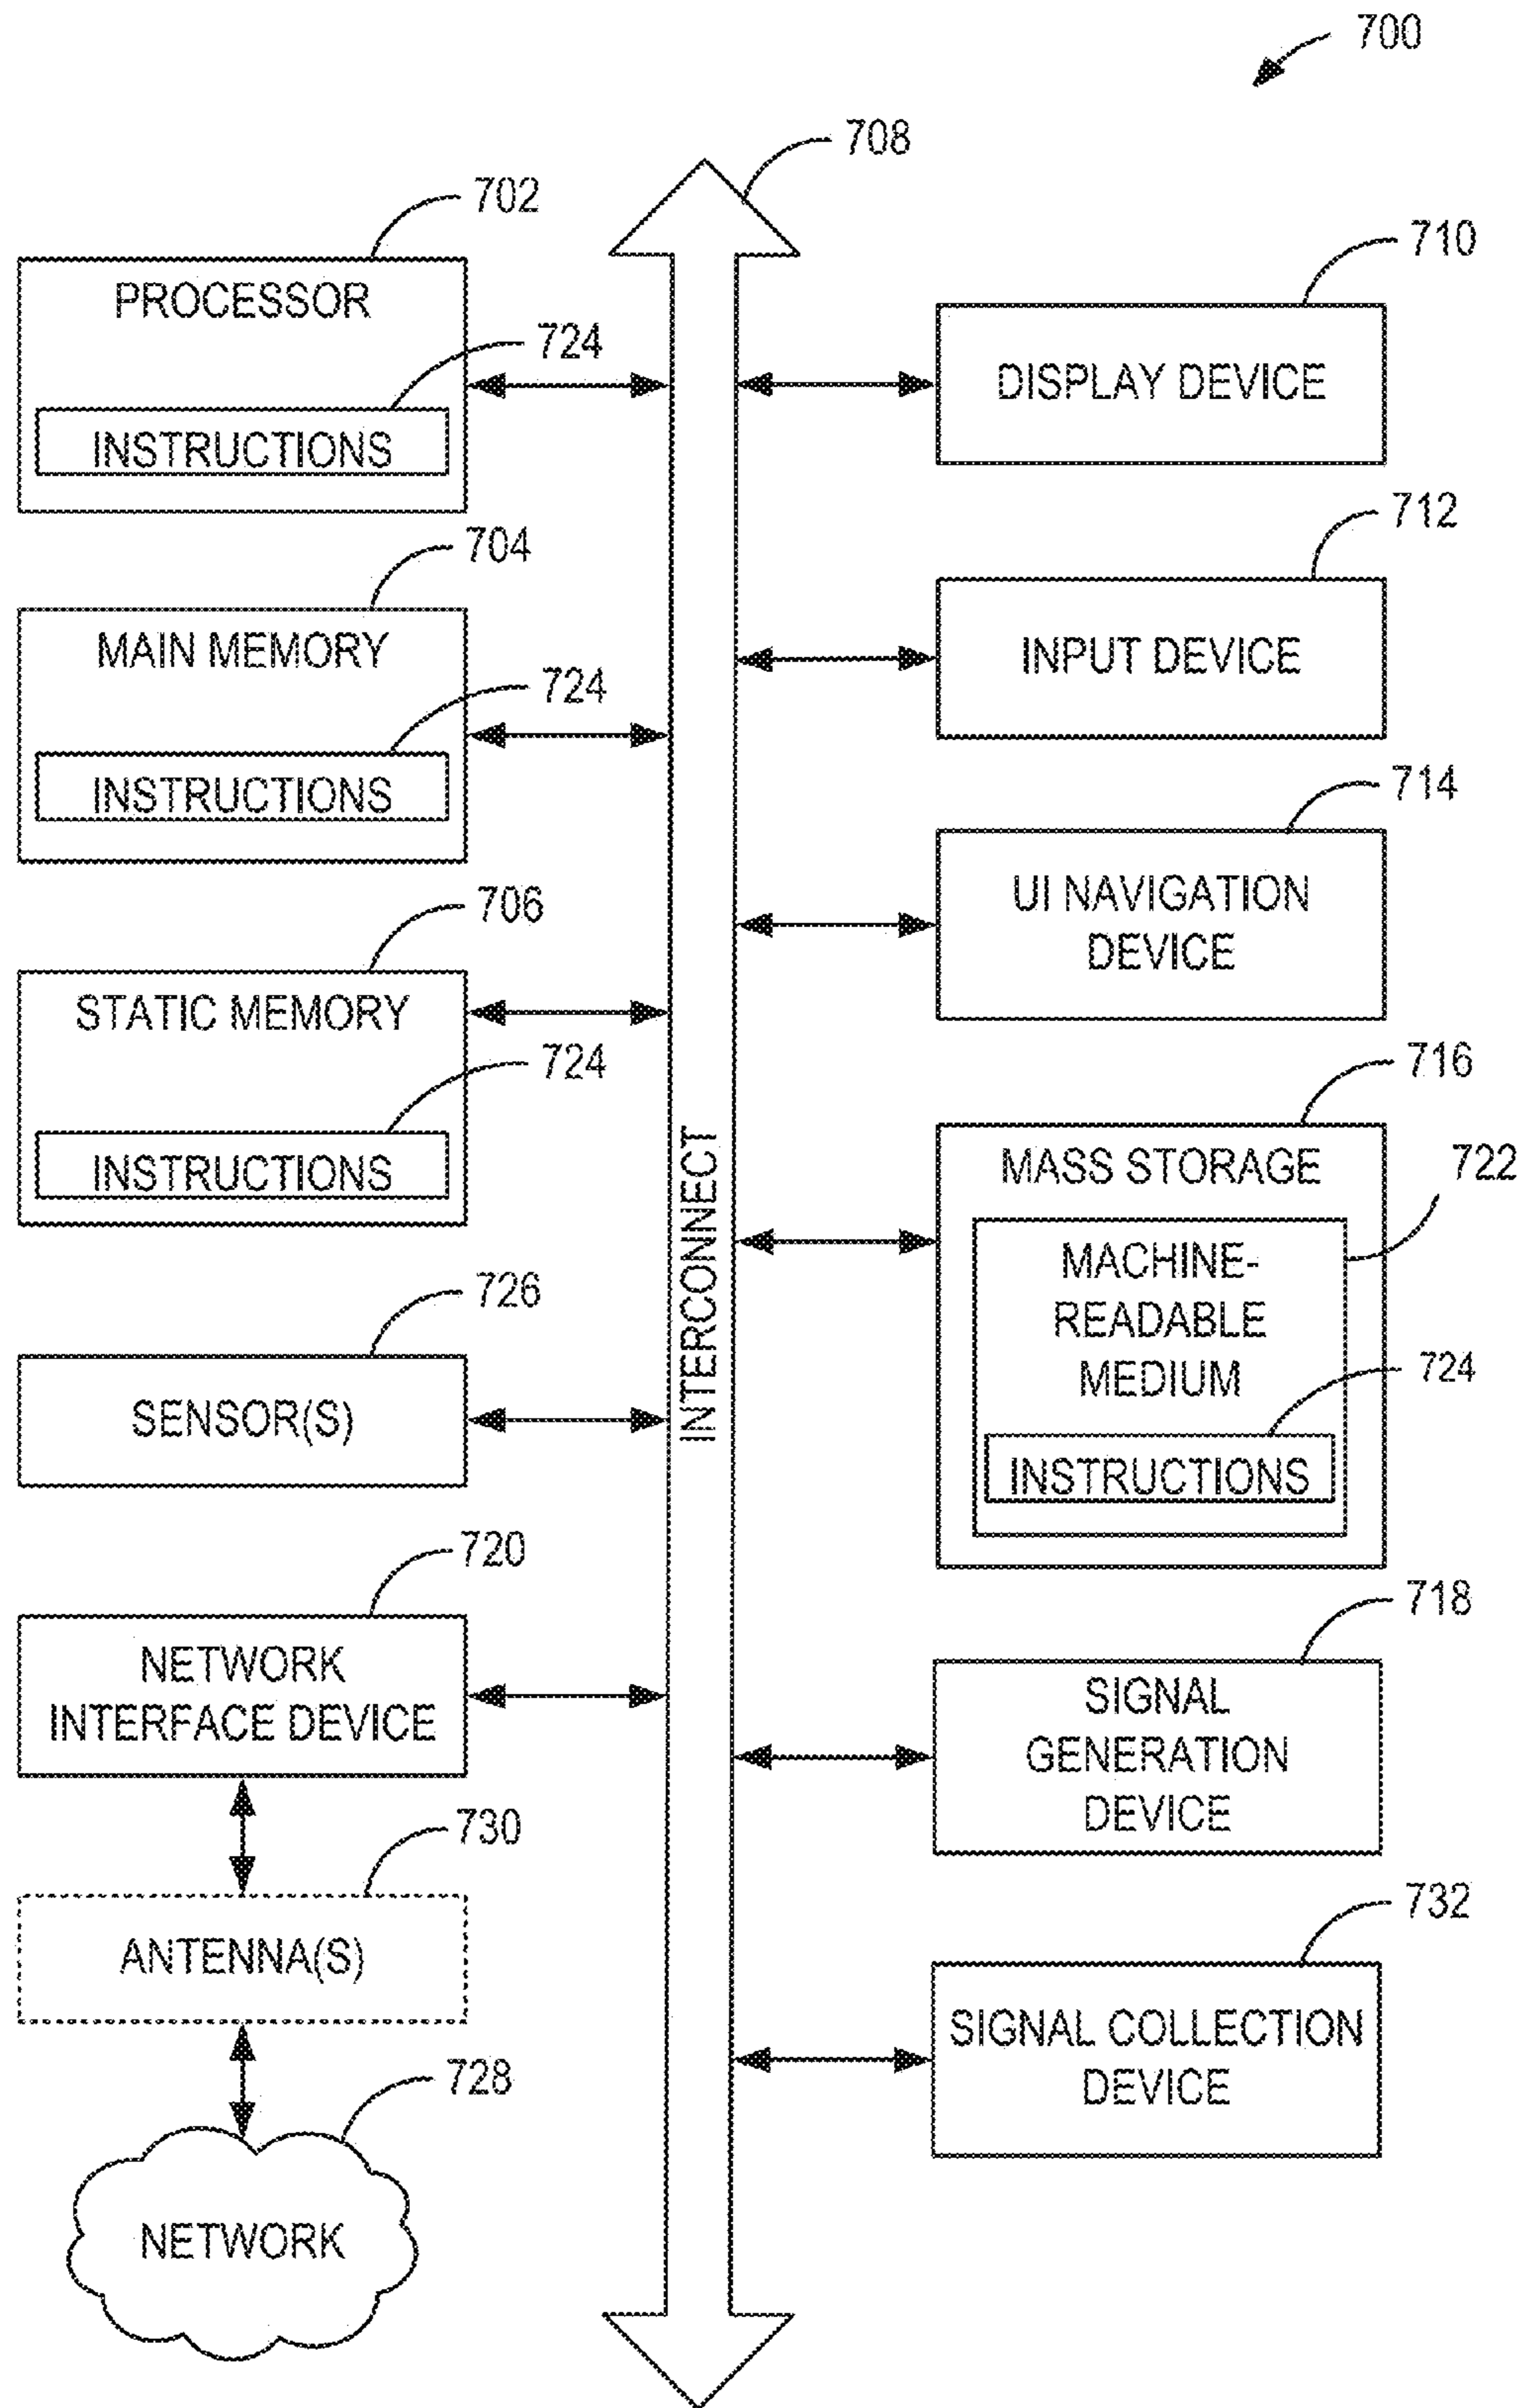 700
708
702
PROCESSOR
724
INSTRUCTIONS
704
MAIN MEMORY
724
INSTRUCTIONS
706
STATIC MEMORY
724
INSTRUCTIONS
726
SENSOR(S)
720
NETWORK
INTERFACE DEVICE
730
ANTENNA(S)
728
NETWORK
INTERCONNECT
710
DISPLAY DEVICE
712
INPUT DEVICE
714
UI NAVIGATION
DEVICE
716
MASS STORAGE
722
MACHINE-
READABLE
MEDIUM
724
INSTRUCTIONS
718
SIGNAL
GENERATION
DEVICE
732
SIGNAL COLLECTION
DEVICE